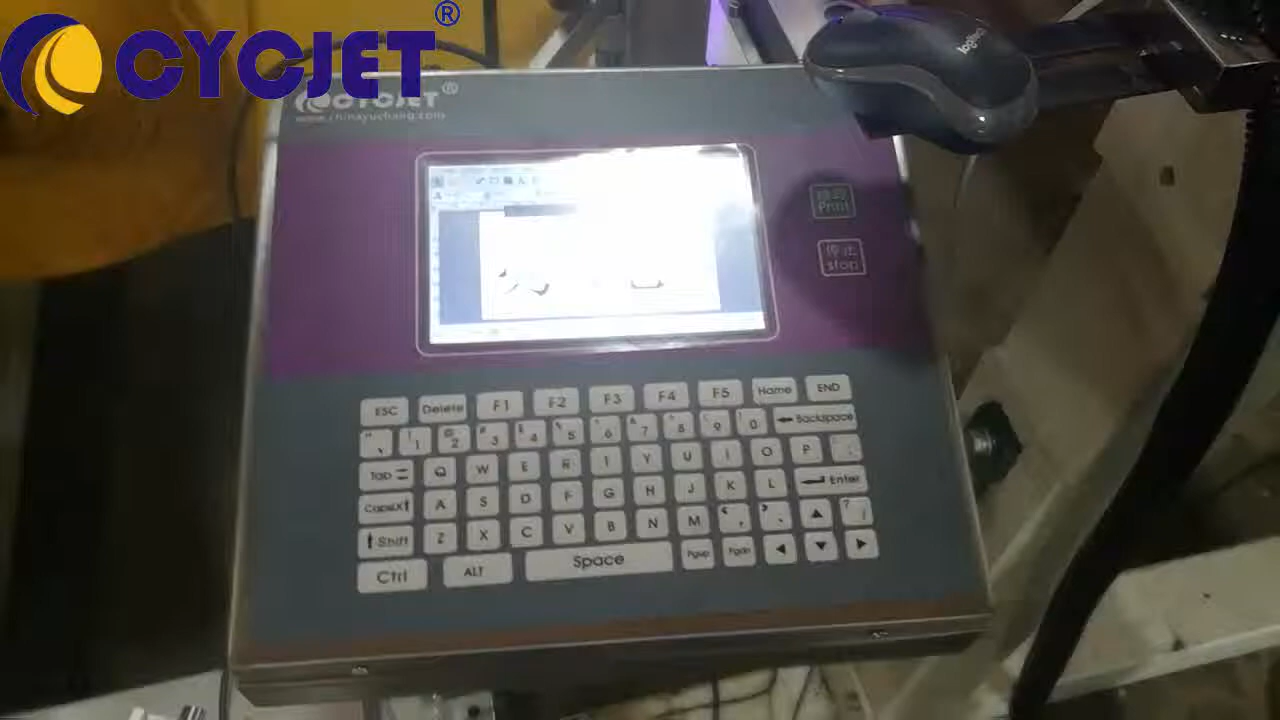 CYCJET®
CYCJET®
www.chinayuchang.com
logitech
Print
停止
stop
ESC Delete F1 F2 F3 F4 F5 Home END
1 @ 2 # 3 $ 4 % 5 6 & 7 * 8 9 0 Backspace
Tab Q W E R T Y U I O P
CapsLK A S D F G H J K L Enter
Shift Z X C V B N M ?
Ctrl ALT Space Pgup Pgdn